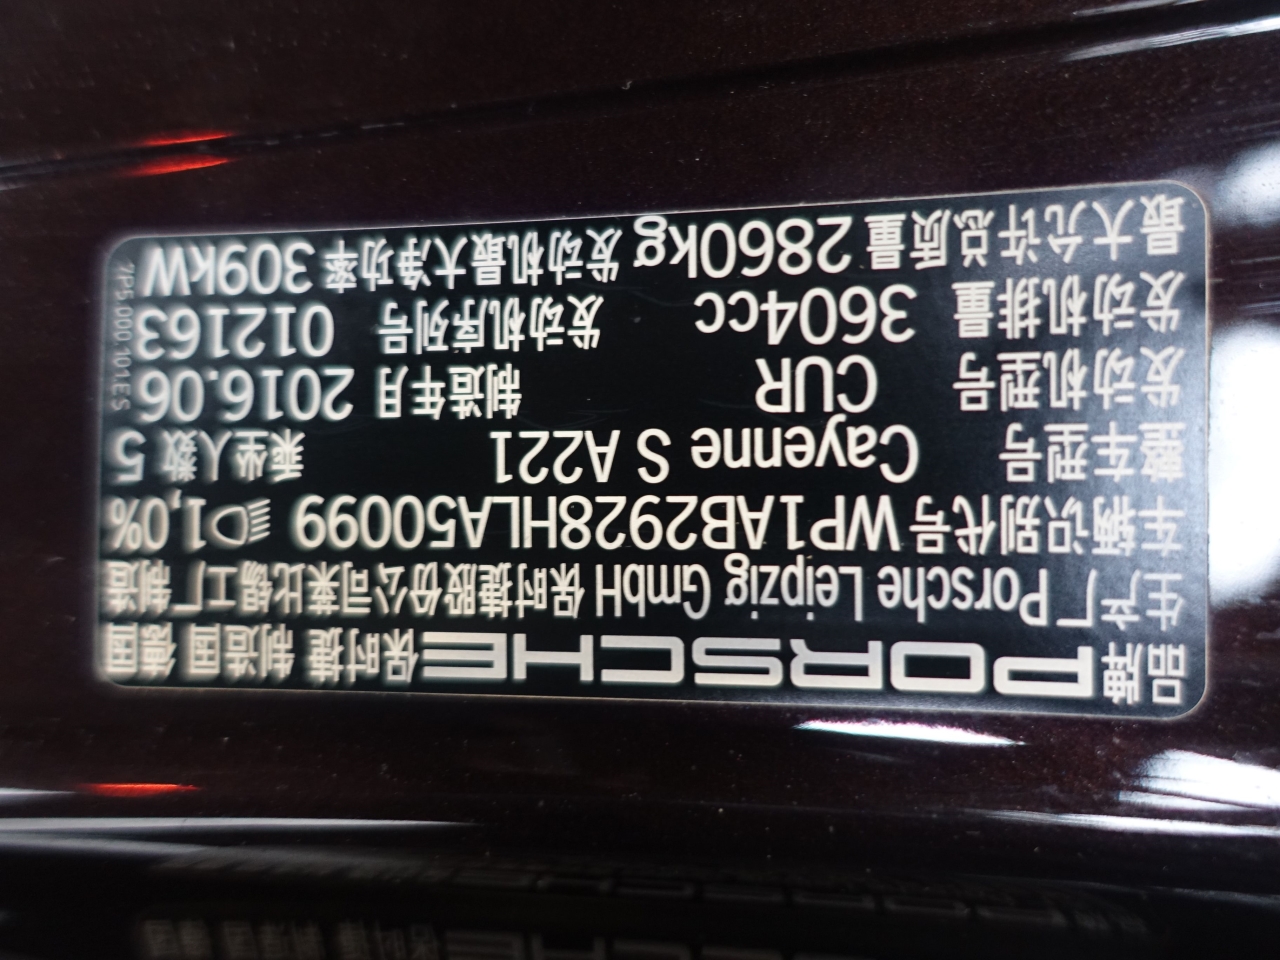 品牌 PORSCHE 保时捷 制造国 德国
生产厂 Porsche Leipzig GmbH 保时捷股份公司莱比锡工厂制造
车辆识别代号 WP1AB2928HLA50099 1,0%
整车型号 Cayenne S A221 乘坐人数 5
发动机型号 CUR 制造年月 2016.06
发动机排量 3604cc 发动机序列号 012163
最大允许总质量 2860kg 发动机最大净功率 309kW
7P5.000.101.E S